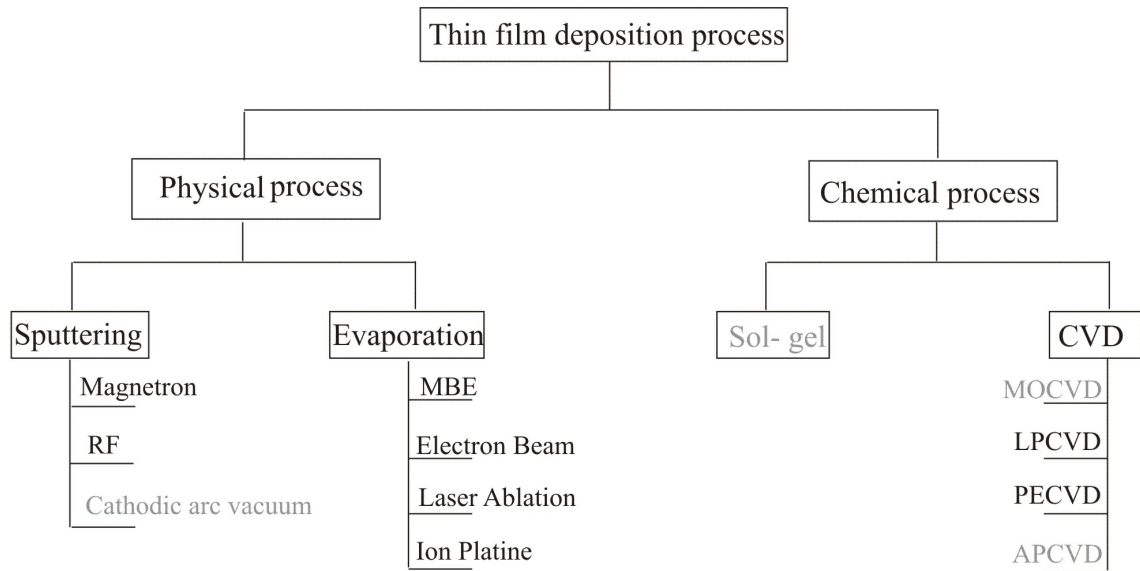 Thin film deposition process
Physical process
Chemical process
Sputtering
Evaporation
Sol- gel
CVD
Magnetron
RF
Cathodic arc vacuum
MBE
Electron Beam
Laser Ablation
Ion Platine
MOCVD
LPCVD
PECVD
APCVD